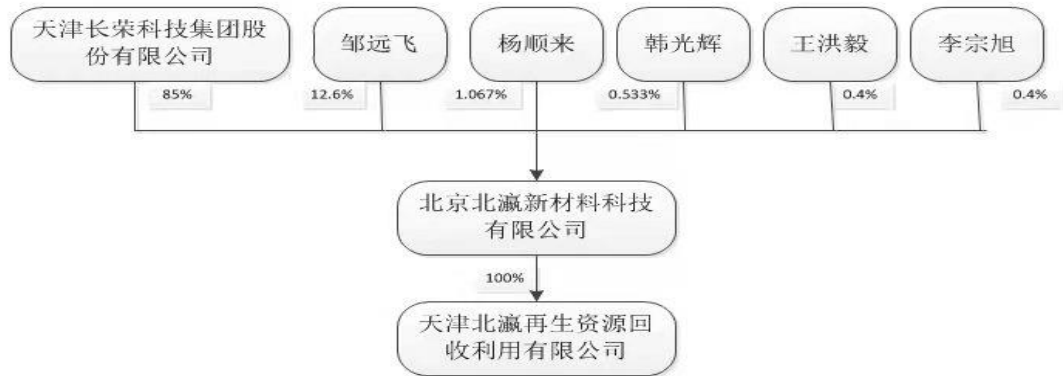 天津长荣科技集团股
份有限公司
邹远飞
杨顺来
韩光辉
王洪毅
李宗旭
85%
12.6%
1.067%
0.533%
0.4%
0.4%
北京北瀛新材料科技
有限公司
100%
天津北瀛再生资源回
收利用有限公司